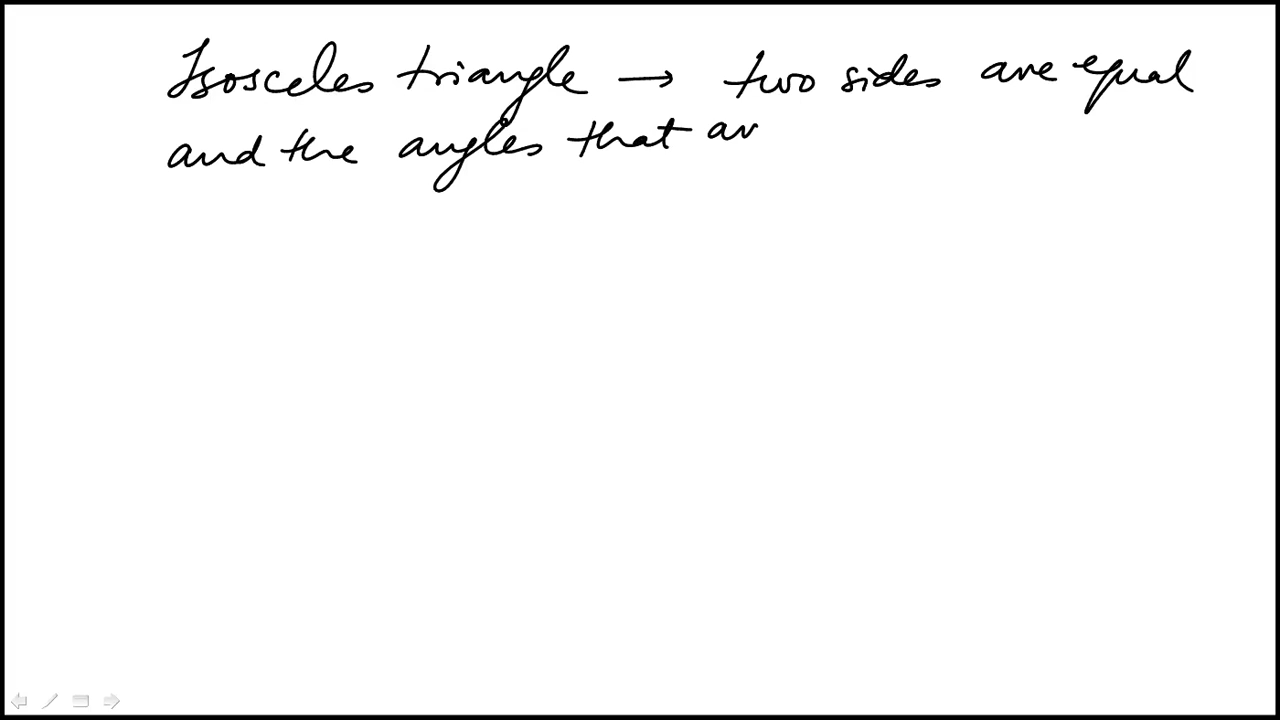 Isosceles triangle → two sides are equal
and the angles that ar